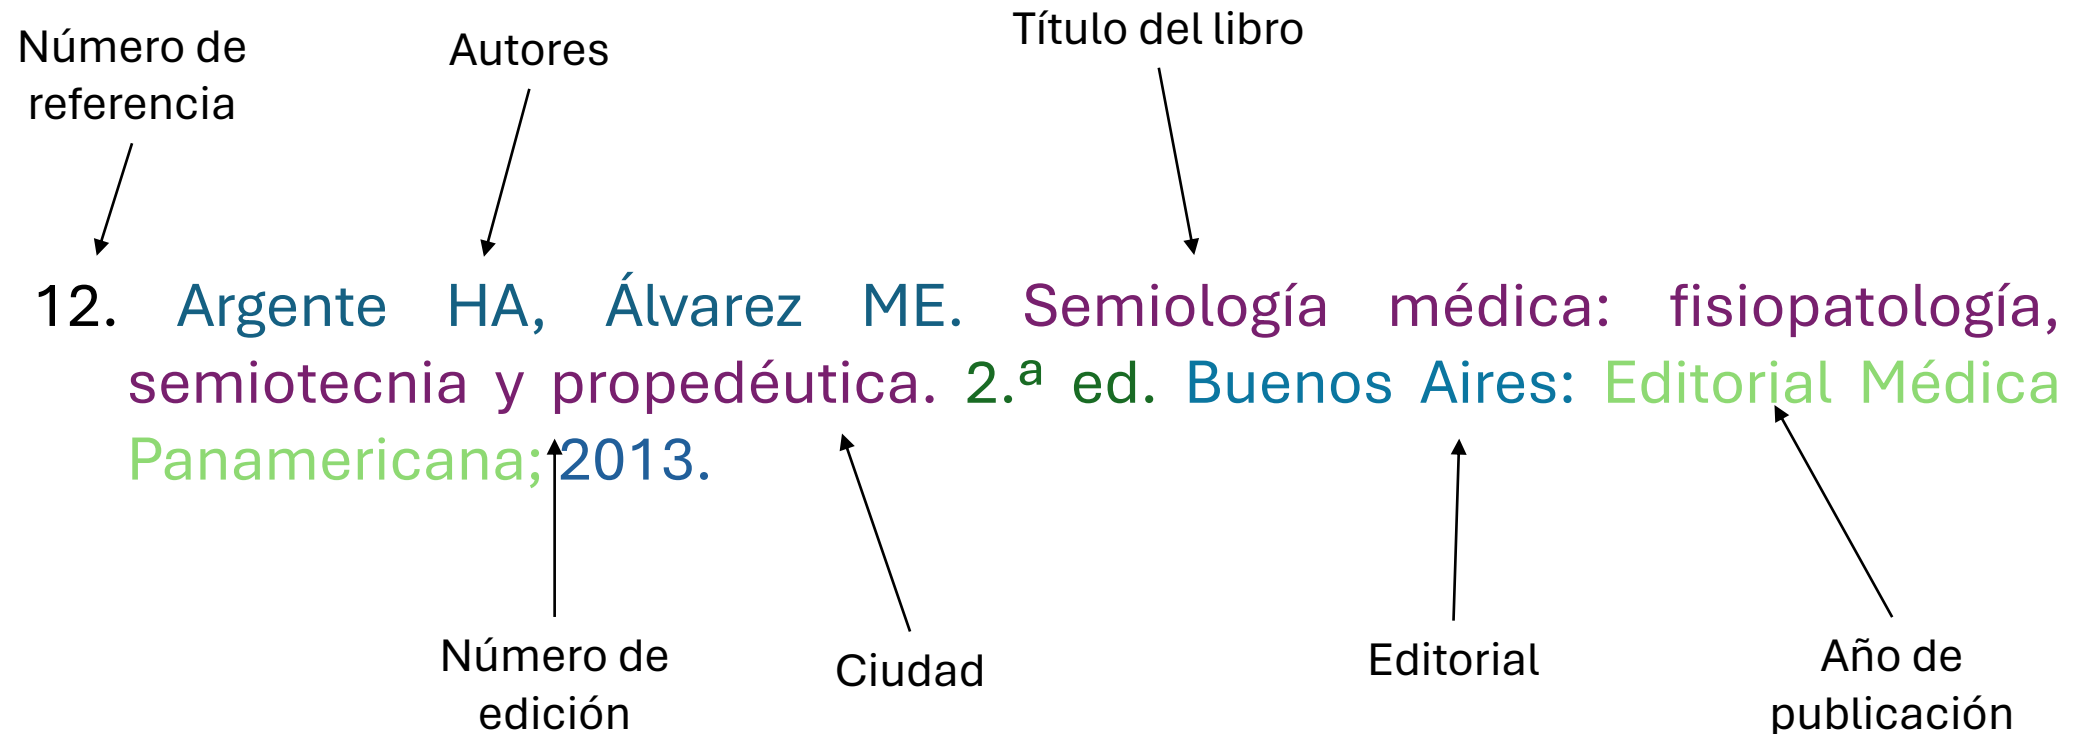 Título del libro
Número de
referencia
Autores
12. Argente HA, Álvarez ME. Semiología médica: fisiopatología,
semiotecnia y propedéutica. 2.ª ed. Buenos Aires: Editorial Médica
Panamericana; 2013.
Número de
edición
Ciudad
Editorial
Año de
publicación